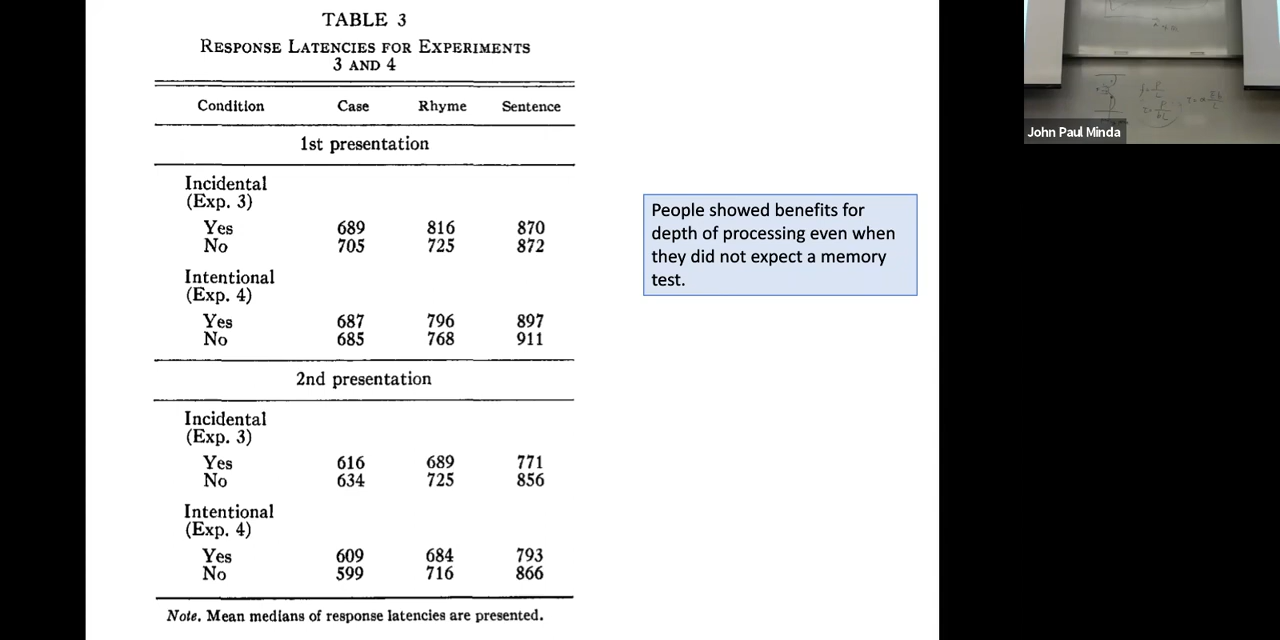 TABLE 3
RESPONSE LATENCIES FOR EXPERIMENTS
3 AND 4
Condition Case Rhyme Sentence
1st presentation
Incidental
(Exp. 3)
Yes 689 816 870
No 705 725 872
Intentional
(Exp. 4)
Yes 687 796 897
No 685 768 911
2nd presentation
Incidental
(Exp. 3)
Yes 616 689 771
No 634 725 856
Intentional
(Exp. 4)
Yes 609 684 793
No 599 716 866
Note. Mean medians of response latencies are presented.
People showed benefits for
depth of processing even when
they did not expect a memory
test.
John Paul Minda